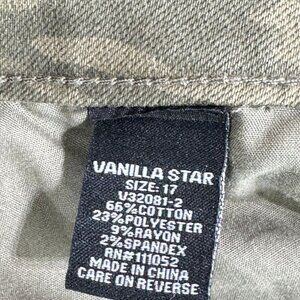 VANILLA STAR
SIZE: 17
V32081-2
66%COTTON
23%POLYESTER
9%RAYON
2%SPANDEX
RN#111052
MADE IN CHINA
CARE ON REVERSE